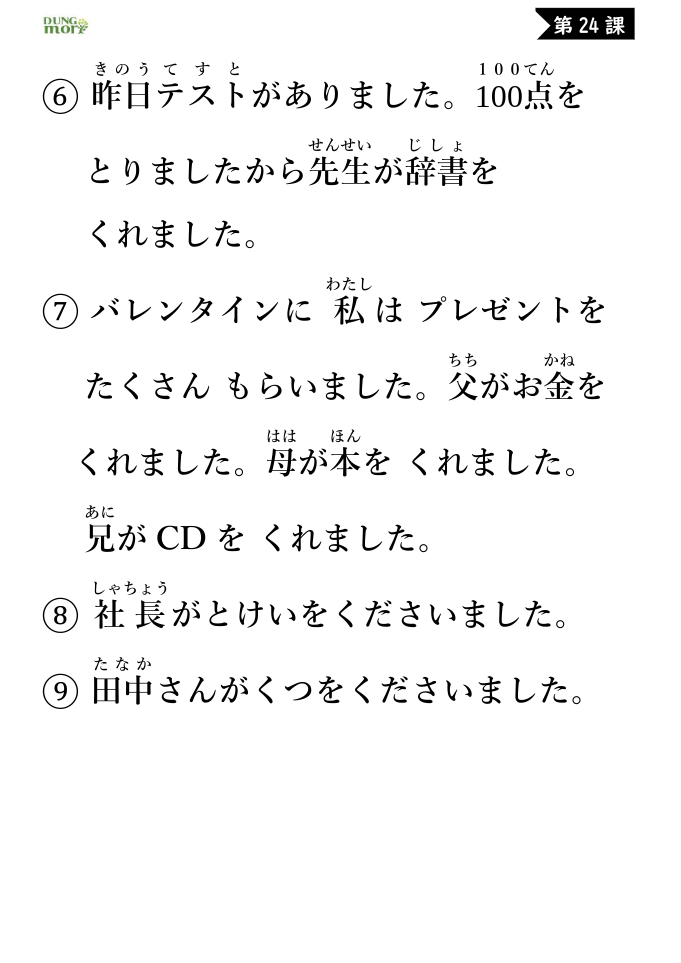 DUNG
mori
第24課
きのうてすと 100てん
⑥ 昨日テストがありました。100点を
せんせい じしょ
とりましたから先生が辞書を
くれました。
わたし
⑦ バレンタインに 私は プレゼントを
ちち かね
たくさん もらいました。父がお金を
はは ほん
くれました。母が本を くれました。
あに
兄が CD を くれました。
しゃちょう
⑧ 社長がとけいをくださいました。
たなか
⑨ 田中さんがくつをくださいました。